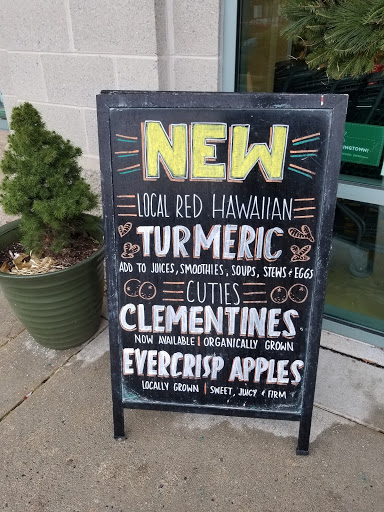 NEW
LOCAL RED HAWAIIAN
TURMERIC
ADD TO JUICES, SMOOTHIES, SOUPS, STEWS & EGGS
CUTIES
CLEMENTINES
NOW AVAILABLE | ORGANICALLY GROWN
EVERCRISP APPLES
LOCALLY GROWN | SWEET, JUICY & FIRM